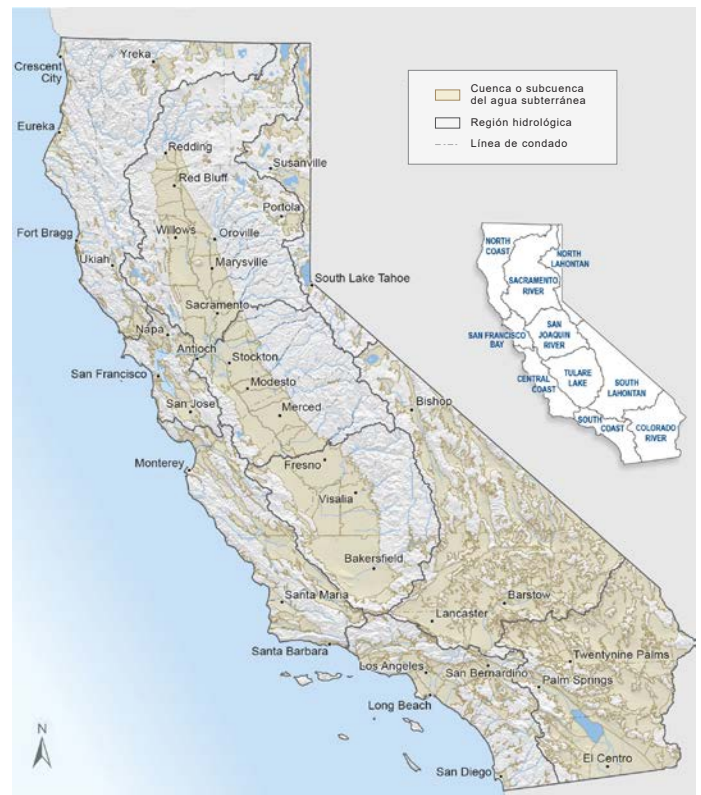 Yreka
Crescent
City
Eureka
Redding
Red Bluff
Susanville
Portola
Fort Bragg
Willows
Oroville
Ukiah
Marysville
South Lake Tahoe
Sacramento
Napa
Antioch
Stockton
San Francisco
Modesto
San Jose
Merced
Bishop
Monterey
Fresno
Visalia
Bakersfield
Santa Maria
Barstow
Lancaster
Santa Barbara
Twentynine Palms
Los Angeles
San Bernardino
Palm Springs
Long Beach
El Centro
San Diego
N
Cuenca o subcuenca
del agua subterránea
Región hidrológica
Línea de condado
NORTH
COAST
NORTH
LAHONTAN
SACRAMENTO
RIVER
SAN FRANCISCO
BAY
SAN
JOAQUIN
RIVER
CENTRAL
COAST
TULARE
LAKE
SOUTH
LAHONTAN
SOUTH
COAST
COLORADO
RIVER